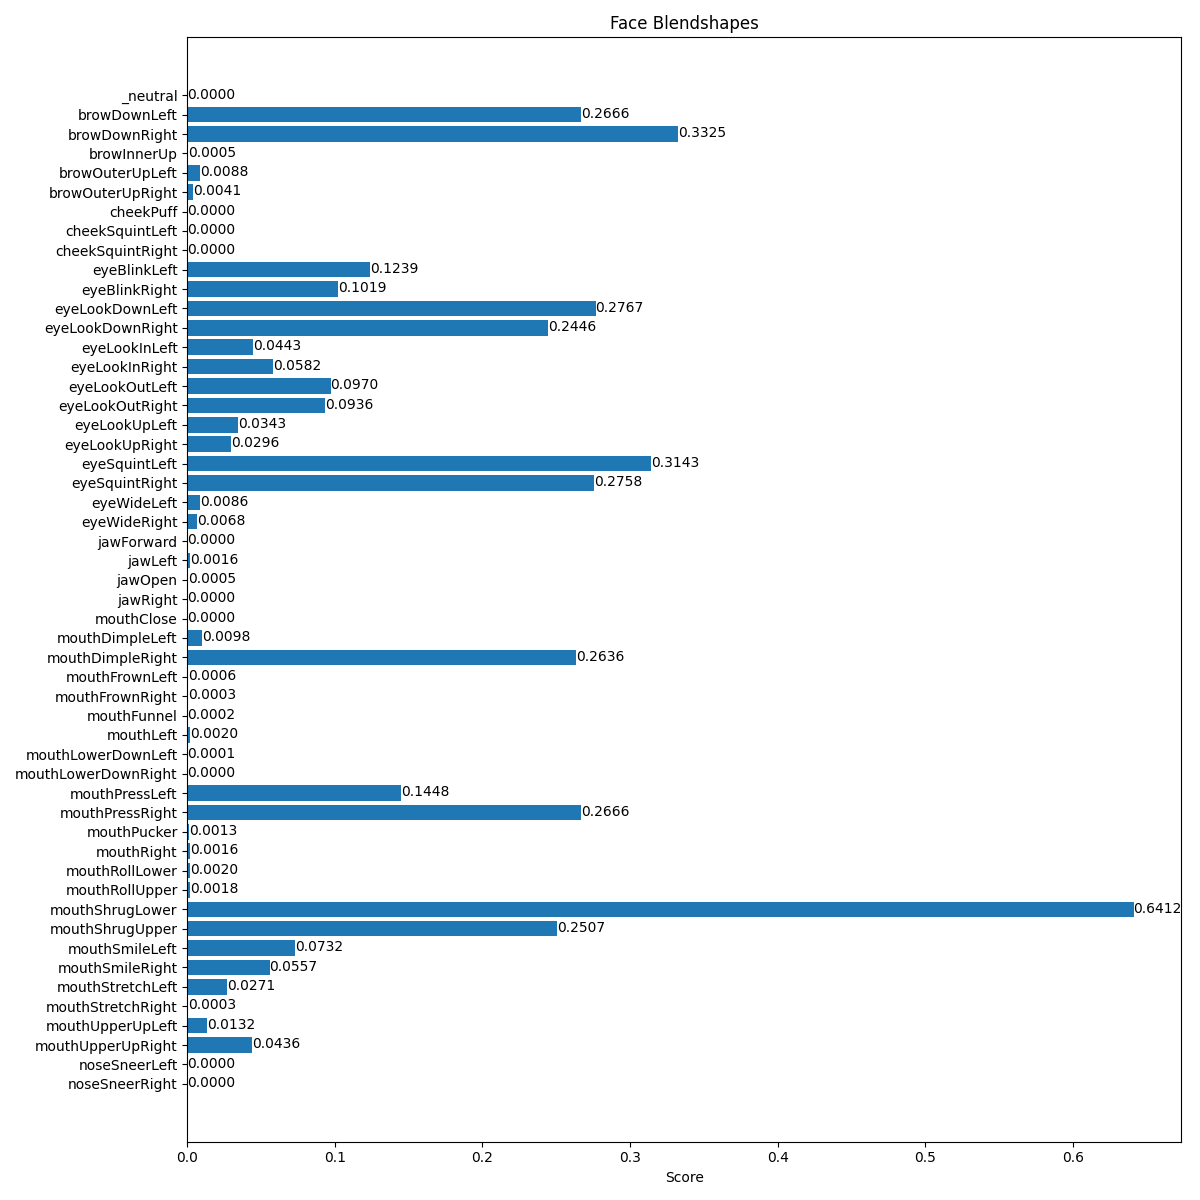 Face Blendshapes
_neutral 0.0000
browDownLeft 0.2666
browDownRight 0.3325
browInnerUp 0.0005
browOuterUpLeft 0.0088
browOuterUpRight 0.0041
cheekPuff 0.0000
cheekSquintLeft 0.0000
cheekSquintRight 0.0000
eyeBlinkLeft 0.1239
eyeBlinkRight 0.1019
eyeLookDownLeft 0.2767
eyeLookDownRight 0.2446
eyeLookInLeft 0.0443
eyeLookInRight 0.0582
eyeLookOutLeft 0.0970
eyeLookOutRight 0.0936
eyeLookUpLeft 0.0343
eyeLookUpRight 0.0296
eyeSquintLeft 0.3143
eyeSquintRight 0.2758
eyeWideLeft 0.0086
eyeWideRight 0.0068
jawForward 0.0000
jawLeft 0.0016
jawOpen 0.0005
jawRight 0.0000
mouthClose 0.0000
mouthDimpleLeft 0.0098
mouthDimpleRight 0.2636
mouthFrownLeft 0.0006
mouthFrownRight 0.0003
mouthFunnel 0.0002
mouthLeft 0.0020
mouthLowerDownLeft 0.0001
mouthLowerDownRight 0.0000
mouthPressLeft 0.1448
mouthPressRight 0.2666
mouthPucker 0.0013
mouthRight 0.0016
mouthRollLower 0.0020
mouthRollUpper 0.0018
mouthShrugLower 0.6412
mouthShrugUpper 0.2507
mouthSmileLeft 0.0732
mouthSmileRight 0.0557
mouthStretchLeft 0.0271
mouthStretchRight 0.0003
mouthUpperUpLeft 0.0132
mouthUpperUpRight 0.0436
noseSneerLeft 0.0000
noseSneerRight 0.0000
0.0 0.1 0.2 0.3 0.4 0.5 0.6
Score